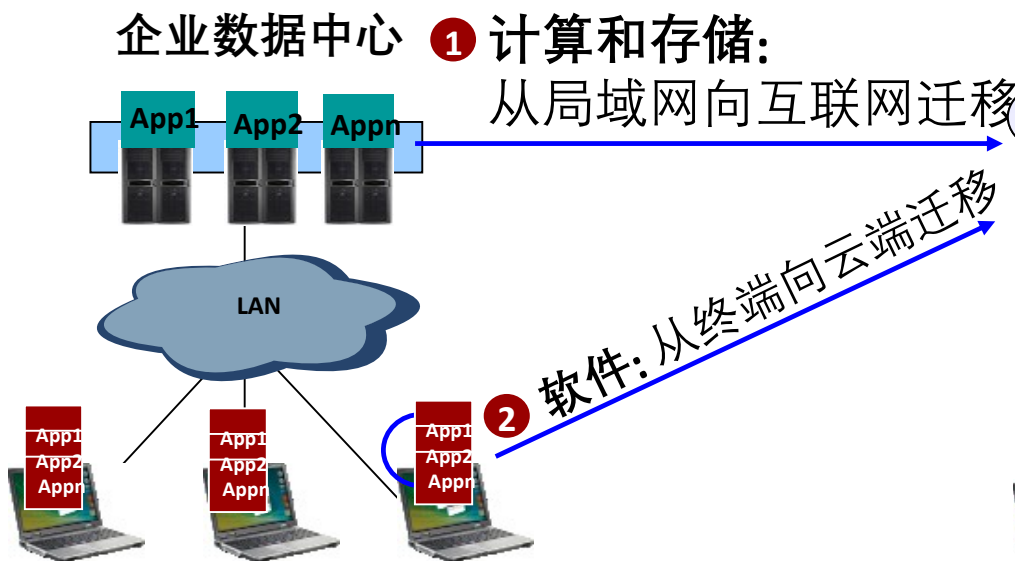 企业数据中心
1 计算和存储:
从局域网向互联网迁移
App1 App2 Appn
LAN
2 软件: 从终端向云端迁移
App1
App2
Appn
App1
App2
Appn
App1
App2
Appn